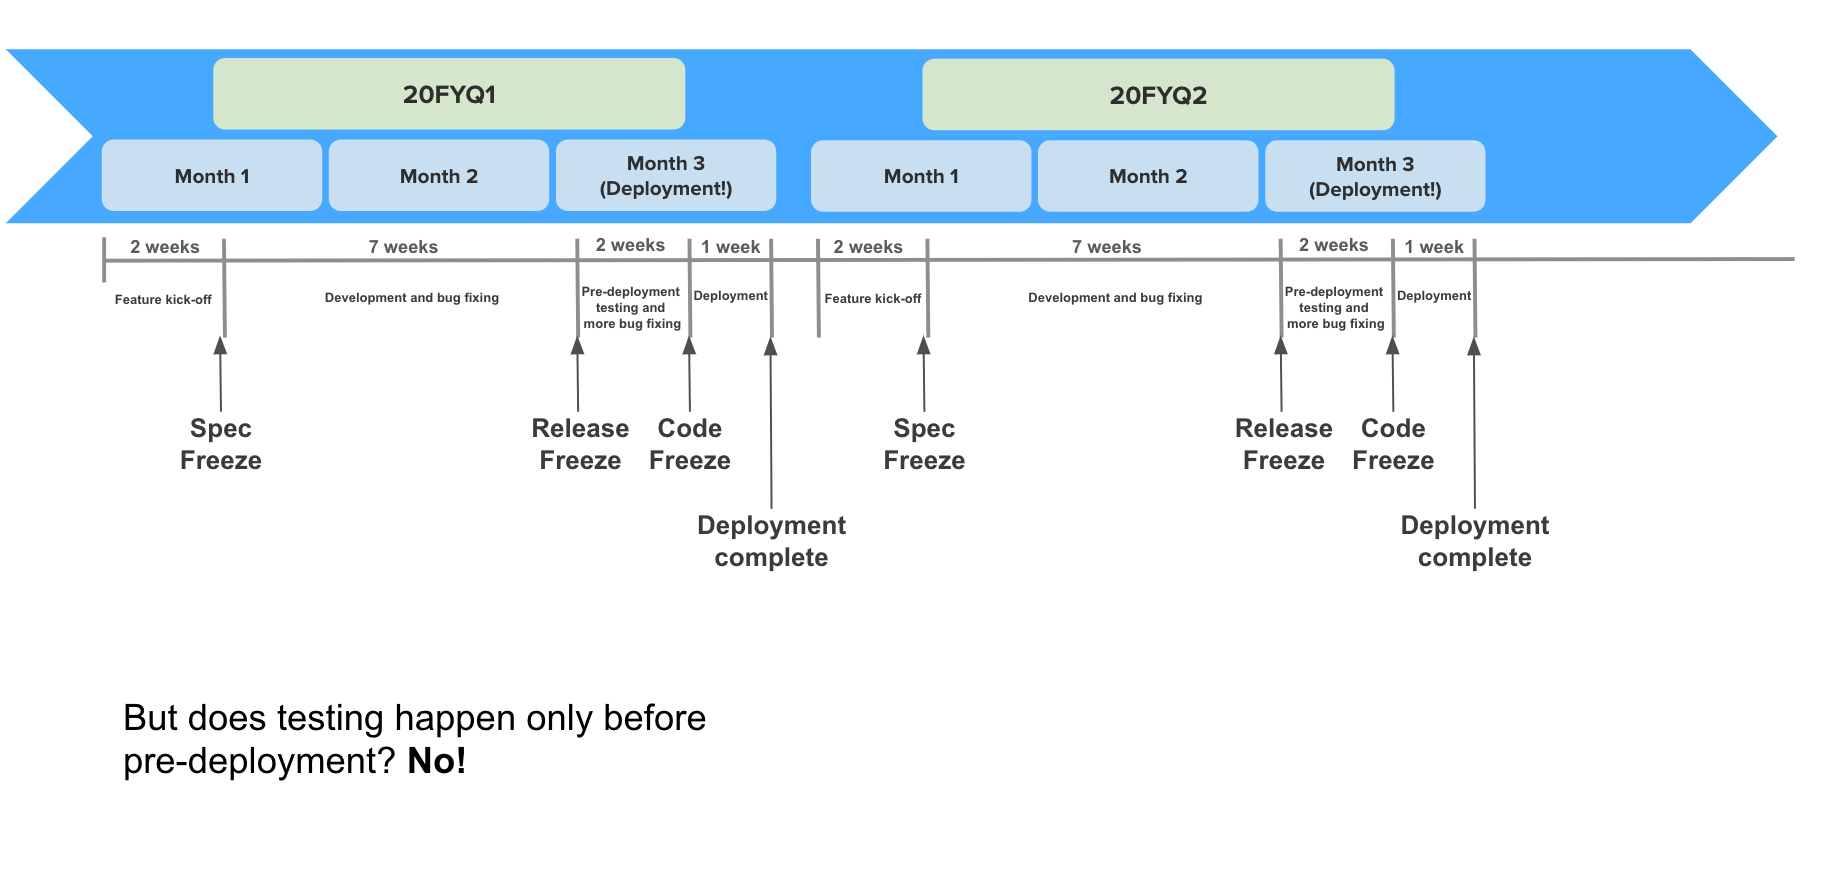 20FYQ1
20FYQ2
Month 1
Month 2
Month 3
(Deployment!)
Month 1
Month 2
Month 3
(Deployment!)
2 weeks
7 weeks
2 weeks
1 week
2 weeks
7 weeks
2 weeks
1 week
Feature kick-off
Development and bug fixing
Pre-deployment
testing and
more bug fixing
Deployment
Feature kick-off
Development and bug fixing
Pre-deployment
testing and
more bug fixing
Deployment
Spec
Freeze
Release
Freeze
Code
Freeze
Deployment
complete
Spec
Freeze
Release
Freeze
Code
Freeze
Deployment
complete
But does testing happen only before
pre-deployment? No!